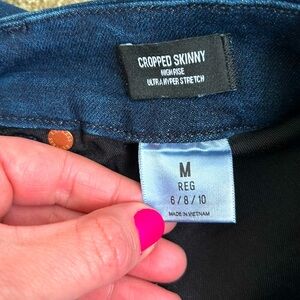 CROPPED SKINNY
HIGH RISE
ULTRA HYPER STRETCH
M
REG
6/8/10
MADE IN VIETNAM